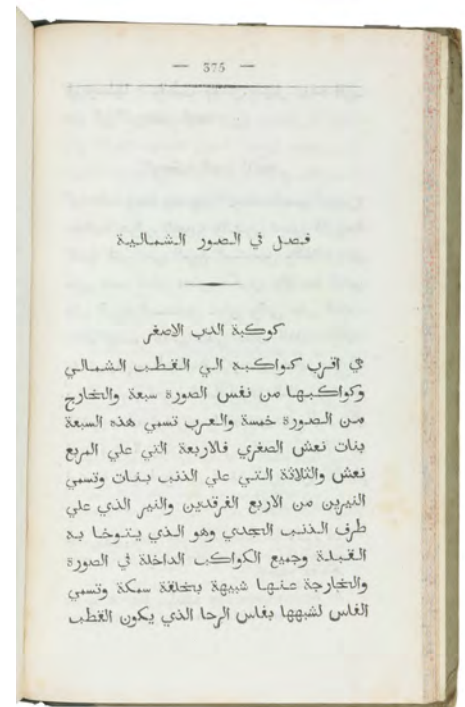 — 375 —
فصل في الصور الشمالية
كوكبة الدب الاصغر
هي اقرب كواكبه الي القطب الشمالي
وكواكبها من نفس الصورة سبعة والخارج
من الصورة خمسة والعرب تسمي هذه السبعة
بنات نعش الصغري فالاربعة التي علي المربع
نعش والثلاثة التي علي الذنب بنات وتسمي
النيرين من الاربع الفرقدين والنير الذي علي
طرف الذنب الجدي وهو الذي يتوخا به
القبلة وجميع الكواكب الداخلة في الصورة
والخارجة عنها شبيهة بخلقة سمكة وتسمي
الفاس لشبهها بفاس الرحا الذي يكون القطب